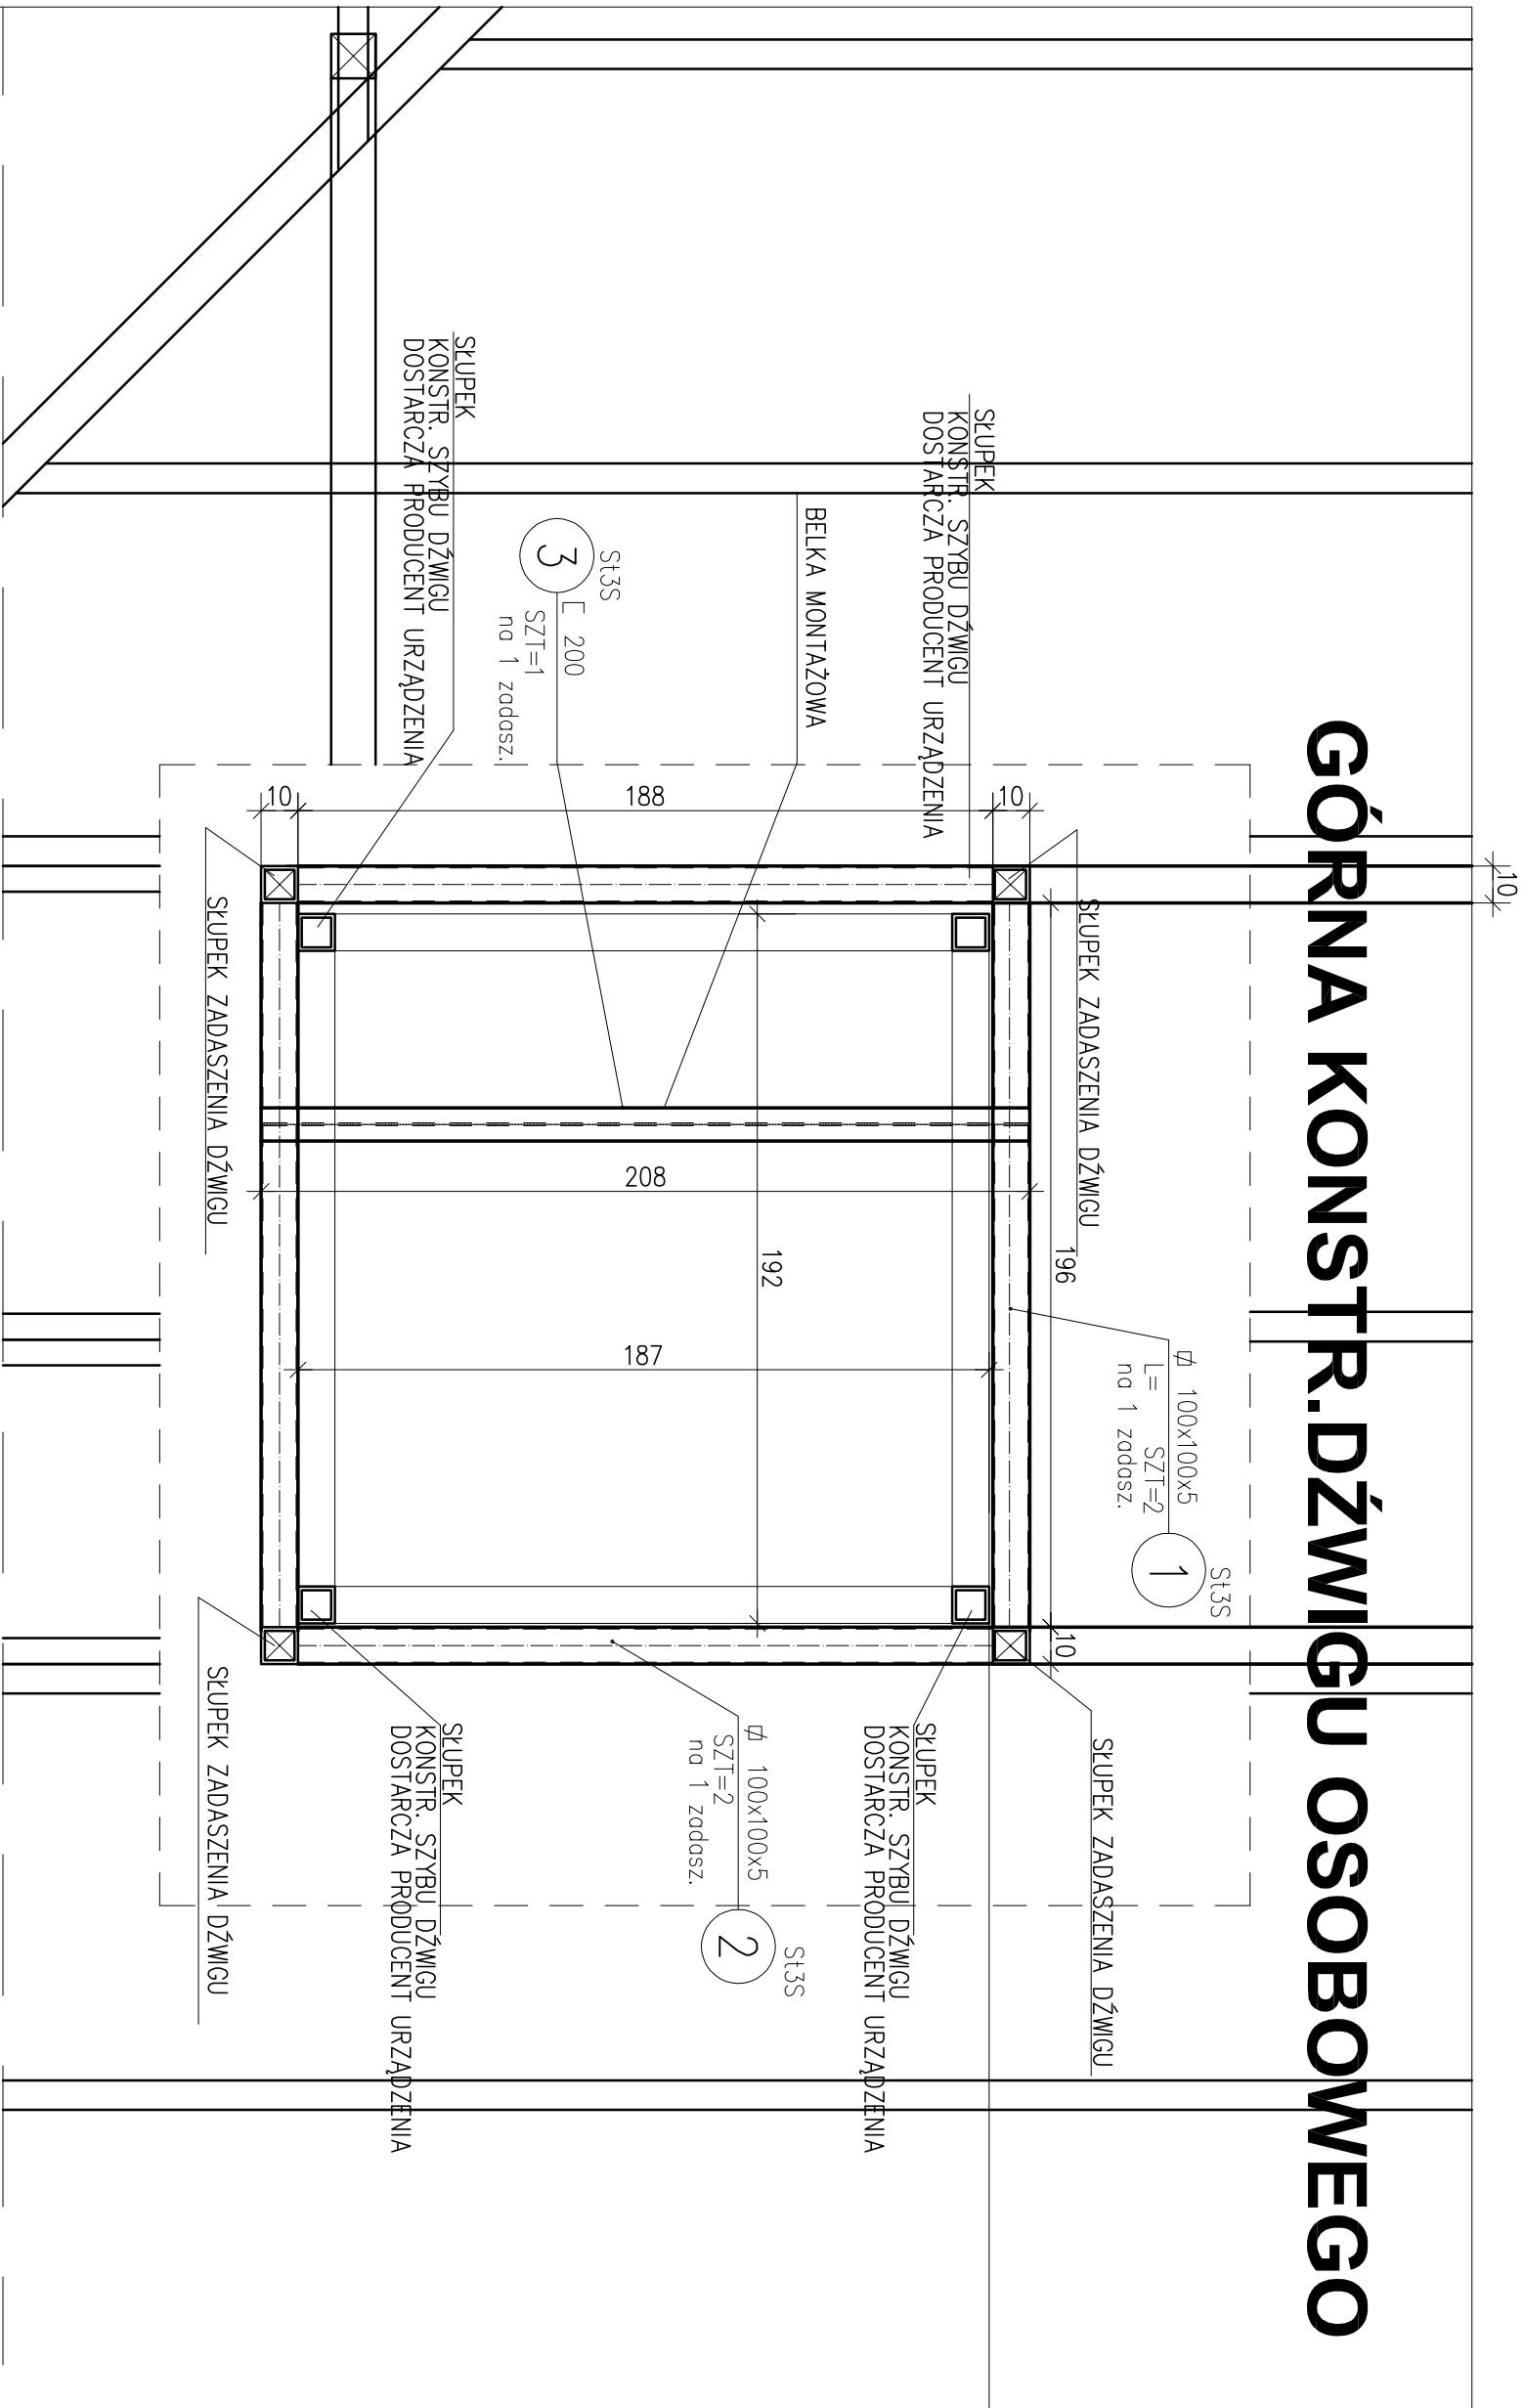 GÓRNA KONSTR.DŹWIGU OSOBOWEGO
10
SŁUPEK
KONSTR. SZYBU DŹWIGU
DOSTARCZA PRODUCENT URZĄDZENIA
BELKA MONTAŻOWA
St3S
3
[ 200
SZT=1
na 1 zadasz.
SŁUPEK
KONSTR. SZYBU DŹWIGU
DOSTARCZA PRODUCENT URZĄDZENIA
10
188
10
SŁUPEK ZADASZENIA DŹWIGU
SŁUPEK ZADASZENIA DŹWIGU
196
10
192
208
187
100x100x5
L= SZT=2
na 1 zadasz.
1
St3S
100x100x5
SZT=2
na 1 zadasz.
2
St3S
SŁUPEK ZADASZENIA DŹWIGU
SŁUPEK
KONSTR. SZYBU DŹWIGU
DOSTARCZA PRODUCENT URZĄDZENIA
SŁUPEK
KONSTR. SZYBU DŹWIGU
DOSTARCZA PRODUCENT URZĄDZENIA
SŁUPEK ZADASZENIA DŹWIGU